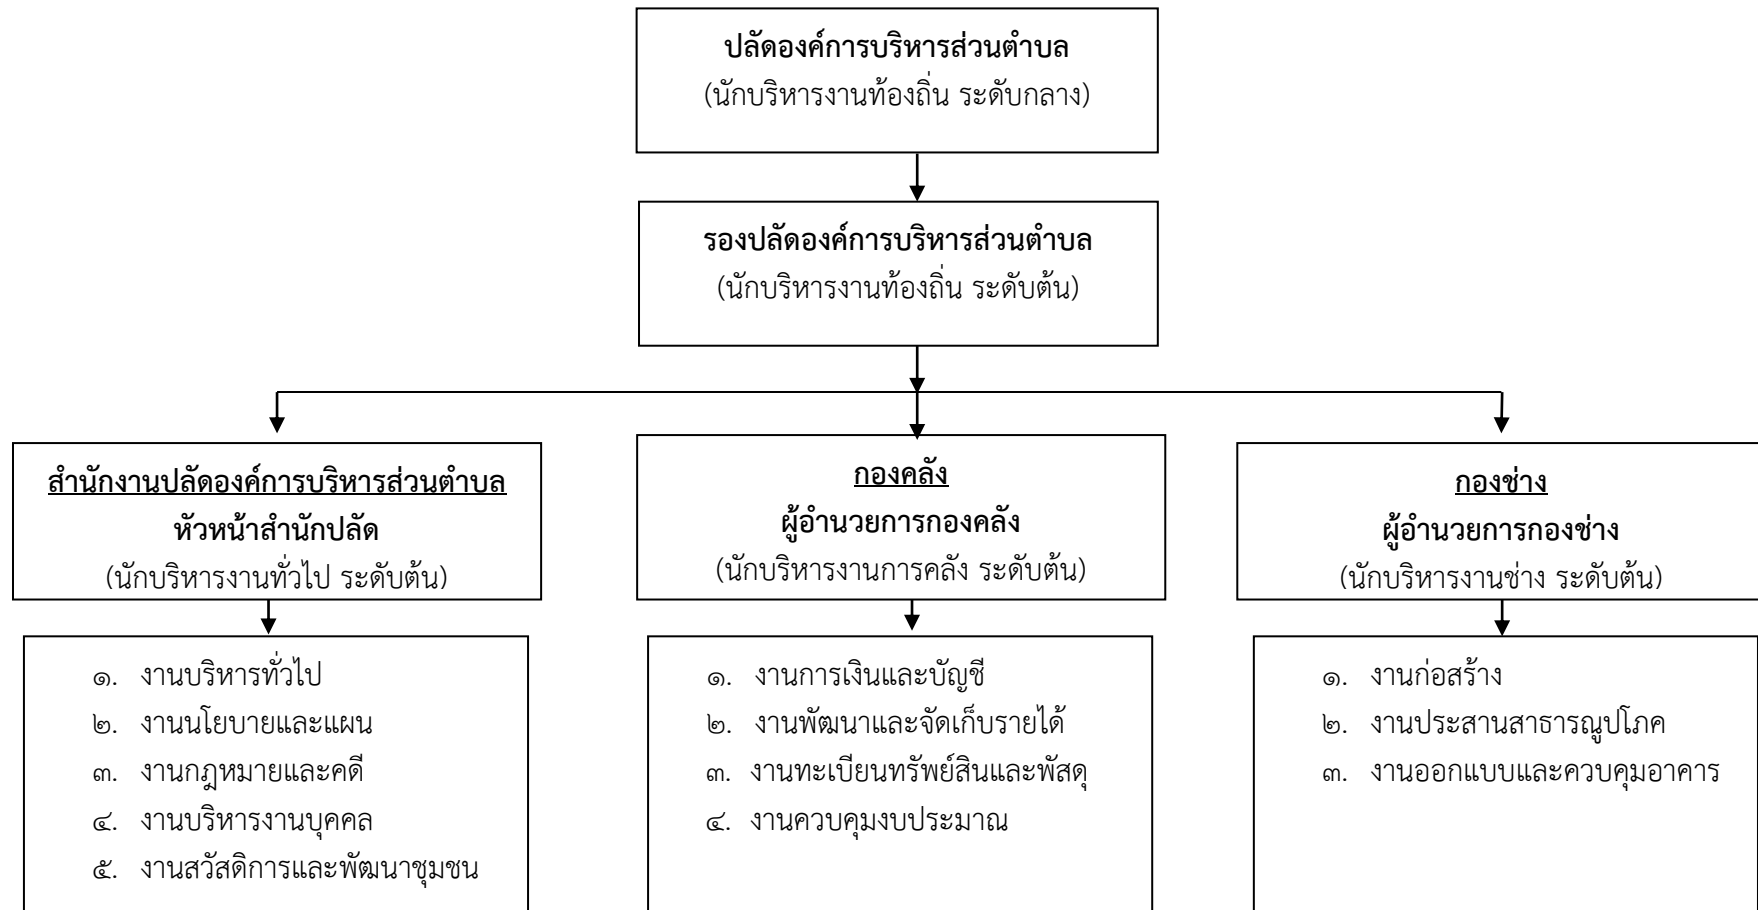 ปลัดองค์การบริหารส่วนตำบล
(นักบริหารงานท้องถิ่น ระดับกลาง)
รองปลัดองค์การบริหารส่วนตำบล
(นักบริหารงานท้องถิ่น ระดับต้น)
สำนักงานปลัดองค์การบริหารส่วนตำบล
หัวหน้าสำนักปลัด
(นักบริหารงานทั่วไป ระดับต้น)
กองคลัง
ผู้อำนวยการกองคลัง
(นักบริหารงานการคลัง ระดับต้น)
กองช่าง
ผู้อำนวยการกองช่าง
(นักบริหารงานช่าง ระดับต้น)
๑. งานบริหารทั่วไป
๒. งานนโยบายและแผน
๓. งานกฎหมายและคดี
๔. งานบริหารงานบุคคล
๕. งานสวัสดิการและพัฒนาชุมชน
๑. งานการเงินและบัญชี
๒. งานพัฒนาและจัดเก็บรายได้
๓. งานทะเบียนทรัพย์สินและพัสดุ
๔. งานควบคุมงบประมาณ
๑. งานก่อสร้าง
๒. งานประสานสาธารณูปโภค
๓. งานออกแบบและควบคุมอาคาร